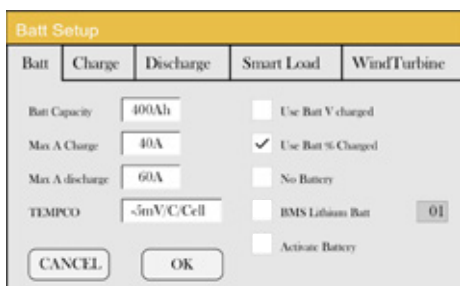 Batt Setup
Batt Charge Discharge Smart Load WindTurbine
Batt Capacity 400Ah Use Batt V charged
Max A Charge 40A Use Batt % Charged
Max A discharge 60A No Battery
TEMPCO -5mV/C/Cell BMS Lithium Batt 01
Activate Battery
CANCEL OK